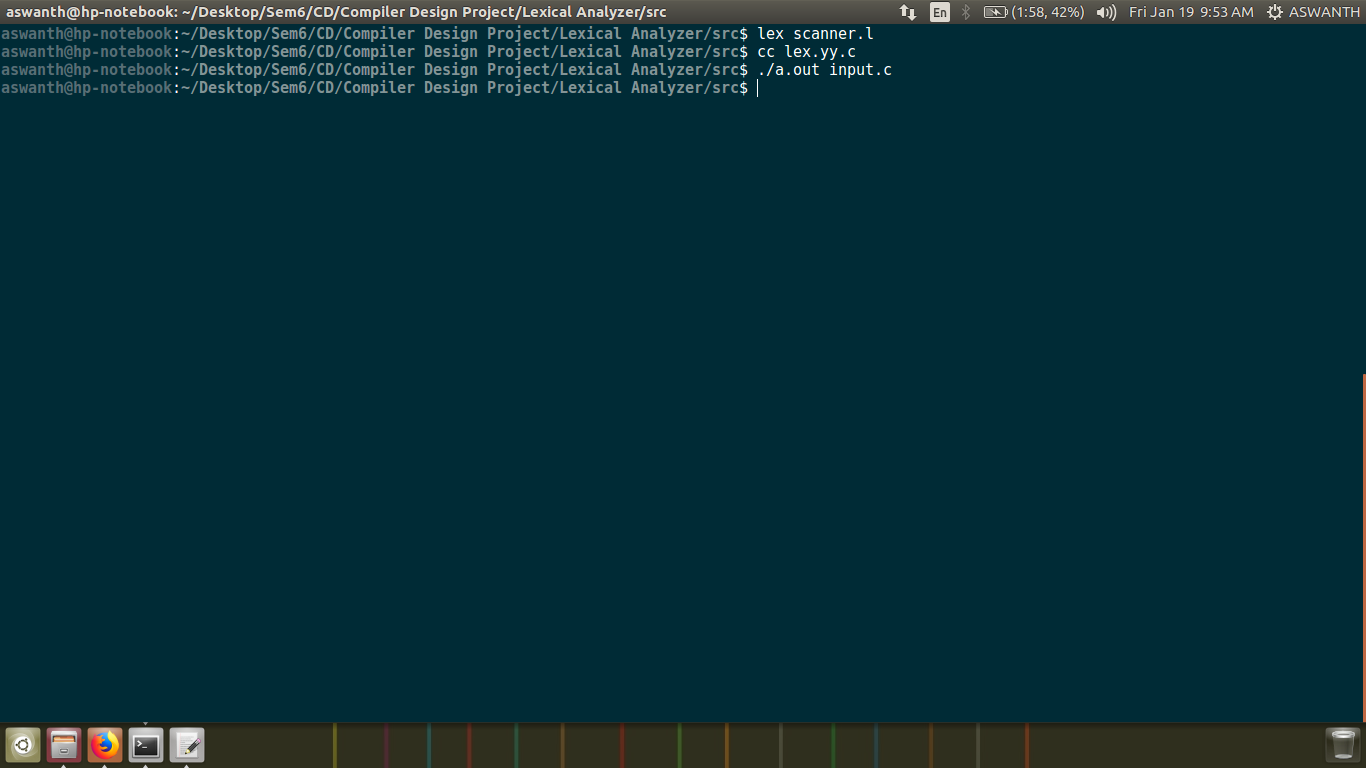 aswanth@hp-notebook: ~/Desktop/Sem6/CD/Compiler Design Project/Lexical Analyzer/src En (1:58, 42%) Fri Jan 19 9:53 AM ASWANTH
aswanth@hp-notebook:~/Desktop/Sem6/CD/Compiler Design Project/Lexical Analyzer/src$ lex scanner.l
aswanth@hp-notebook:~/Desktop/Sem6/CD/Compiler Design Project/Lexical Analyzer/src$ cc lex.yy.c
aswanth@hp-notebook:~/Desktop/Sem6/CD/Compiler Design Project/Lexical Analyzer/src$ ./a.out input.c
aswanth@hp-notebook:~/Desktop/Sem6/CD/Compiler Design Project/Lexical Analyzer/src$